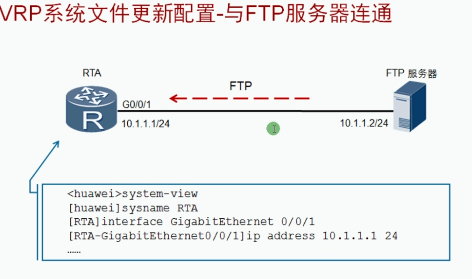 VRP系统文件更新配置-与FTP服务器连通
RTA
FTP 服务器
FTP
G0/0/1
R
10.1.1.1/24
10.1.1.2/24
<huawei>system-view
[huawei]sysname RTA
[RTA]interface GigabitEthernet 0/0/1
[RTA-GigabitEthernet0/0/1]ip address 10.1.1.1 24
……